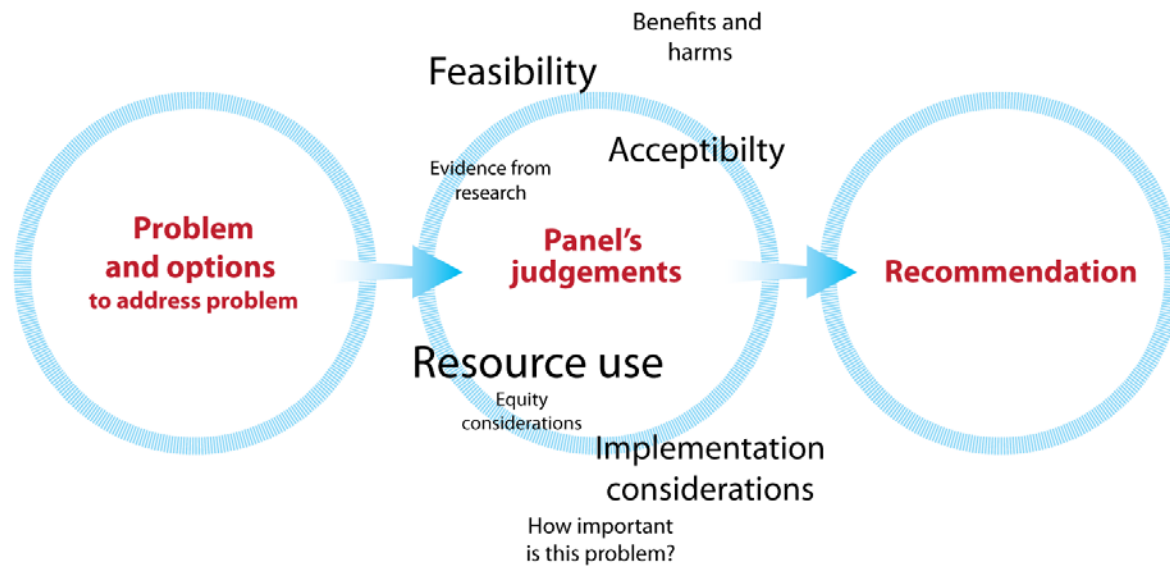 Benefits and
harms
Feasibility
Acceptibilty
Evidence from
research
Problem
and options
to address problem
Panel's
judgements
Recommendation
Resource use
Equity
considerations
Implementation
considerations
How important
is this problem?